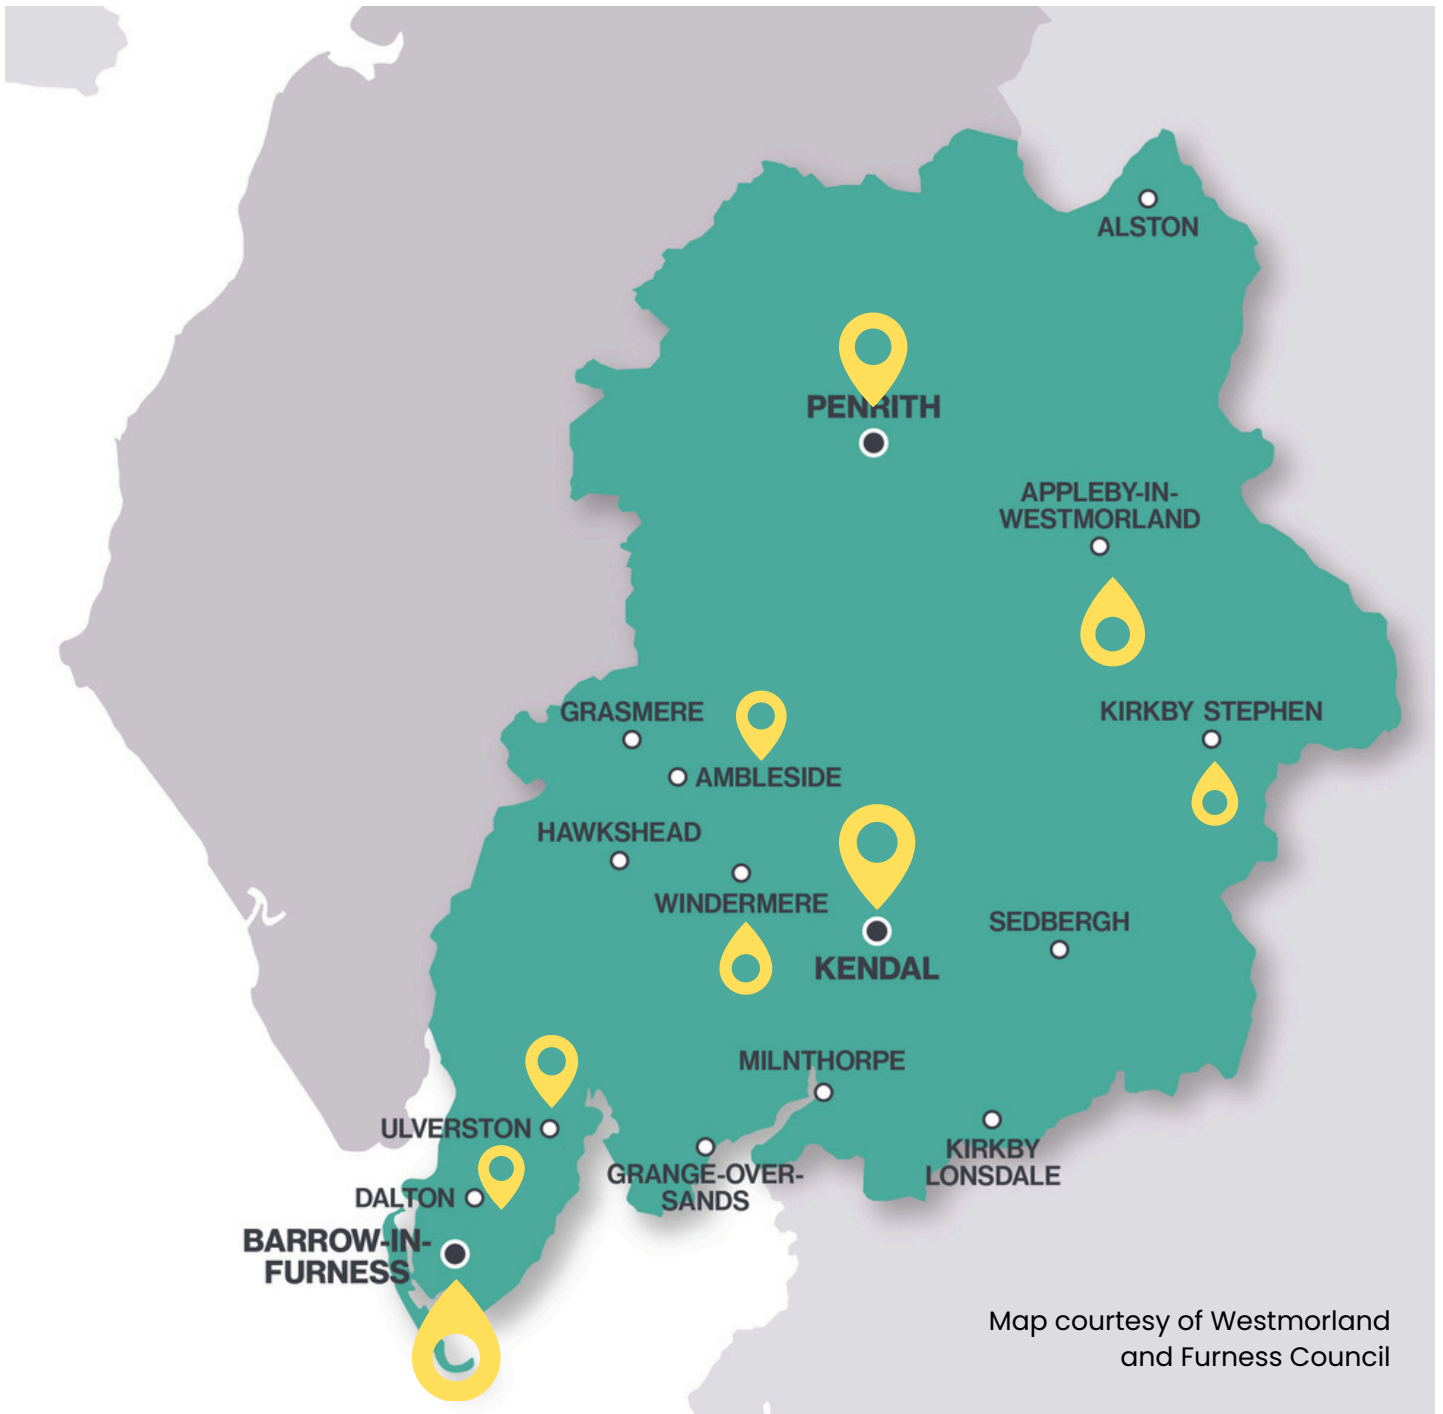 ALSTON
PENRITH
APPLEBY-IN-
WESTMORLAND
GRASMERE
KIRKBY STEPHEN
AMBLESIDE
HAWKSHEAD
WINDERMERE
SEDBERGH
KENDAL
MILNTHORPE
ULVERSTON
KIRKBY
LONSDALE
GRANGE-OVER-
SANDS
DALTON
BARROW-IN-
FURNESS
Map courtesy of Westmorland
and Furness Council